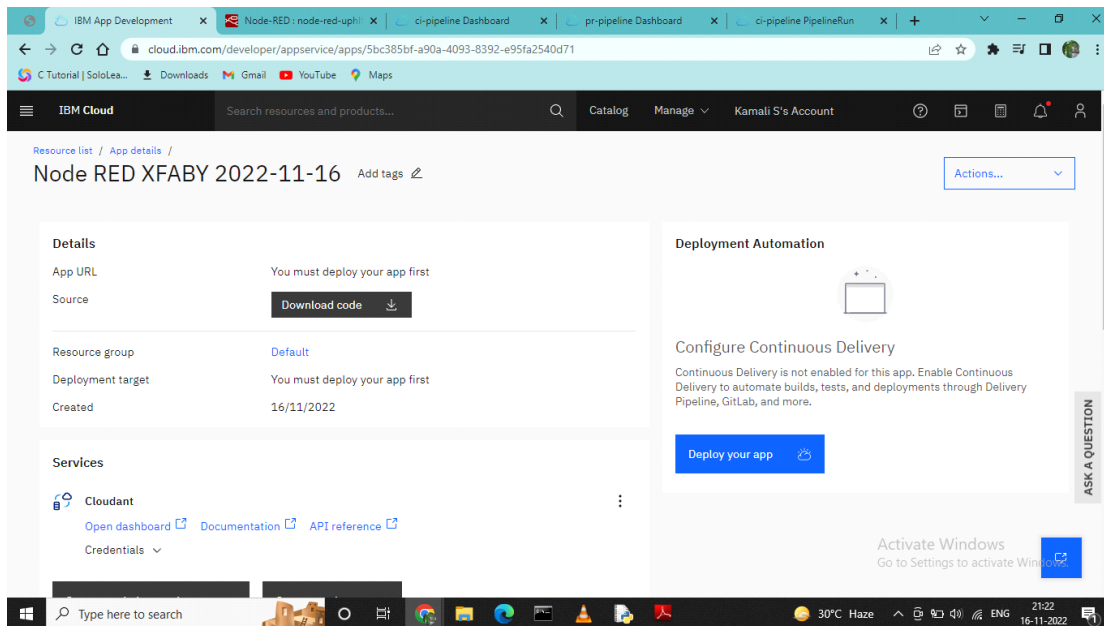 IBM App Development
Node-RED : node-red-uphl
ci-pipeline Dashboard
pr-pipeline Dashboard
ci-pipeline PipelineRun
cloud.ibm.com/developer/appservice/apps/5bc385bf-a90a-4093-8392-e95fa2540d71
C Tutorial | SoloLea...
Downloads
Gmail
YouTube
Maps
IBM Cloud
Search resources and products...
Catalog
Manage
Kamali S's Account
Resource list / App details /
Node RED XFABY 2022-11-16
Add tags
Actions...
Details
App URL
You must deploy your app first
Source
Download code
Resource group
Default
Deployment target
You must deploy your app first
Created
16/11/2022
Deployment Automation
Configure Continuous Delivery
Continuous Delivery is not enabled for this app. Enable Continuous
Delivery to automate builds, tests, and deployments through Delivery
Pipeline, GitLab, and more.
Deploy your app
ASK A QUESTION
Services
Cloudant
Open dashboard
Documentation
API reference
Credentials
Activate Windows
Go to Settings to activate Windows.
Type here to search
30°C Haze
ENG
21:22
16-11-2022